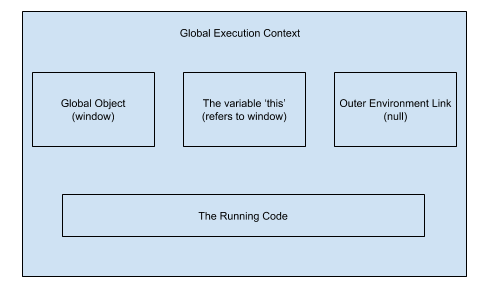 Global Execution Context
Global Object
(window)
The variable ‘this’
(refers to window)
Outer Environment Link
(null)
The Running Code